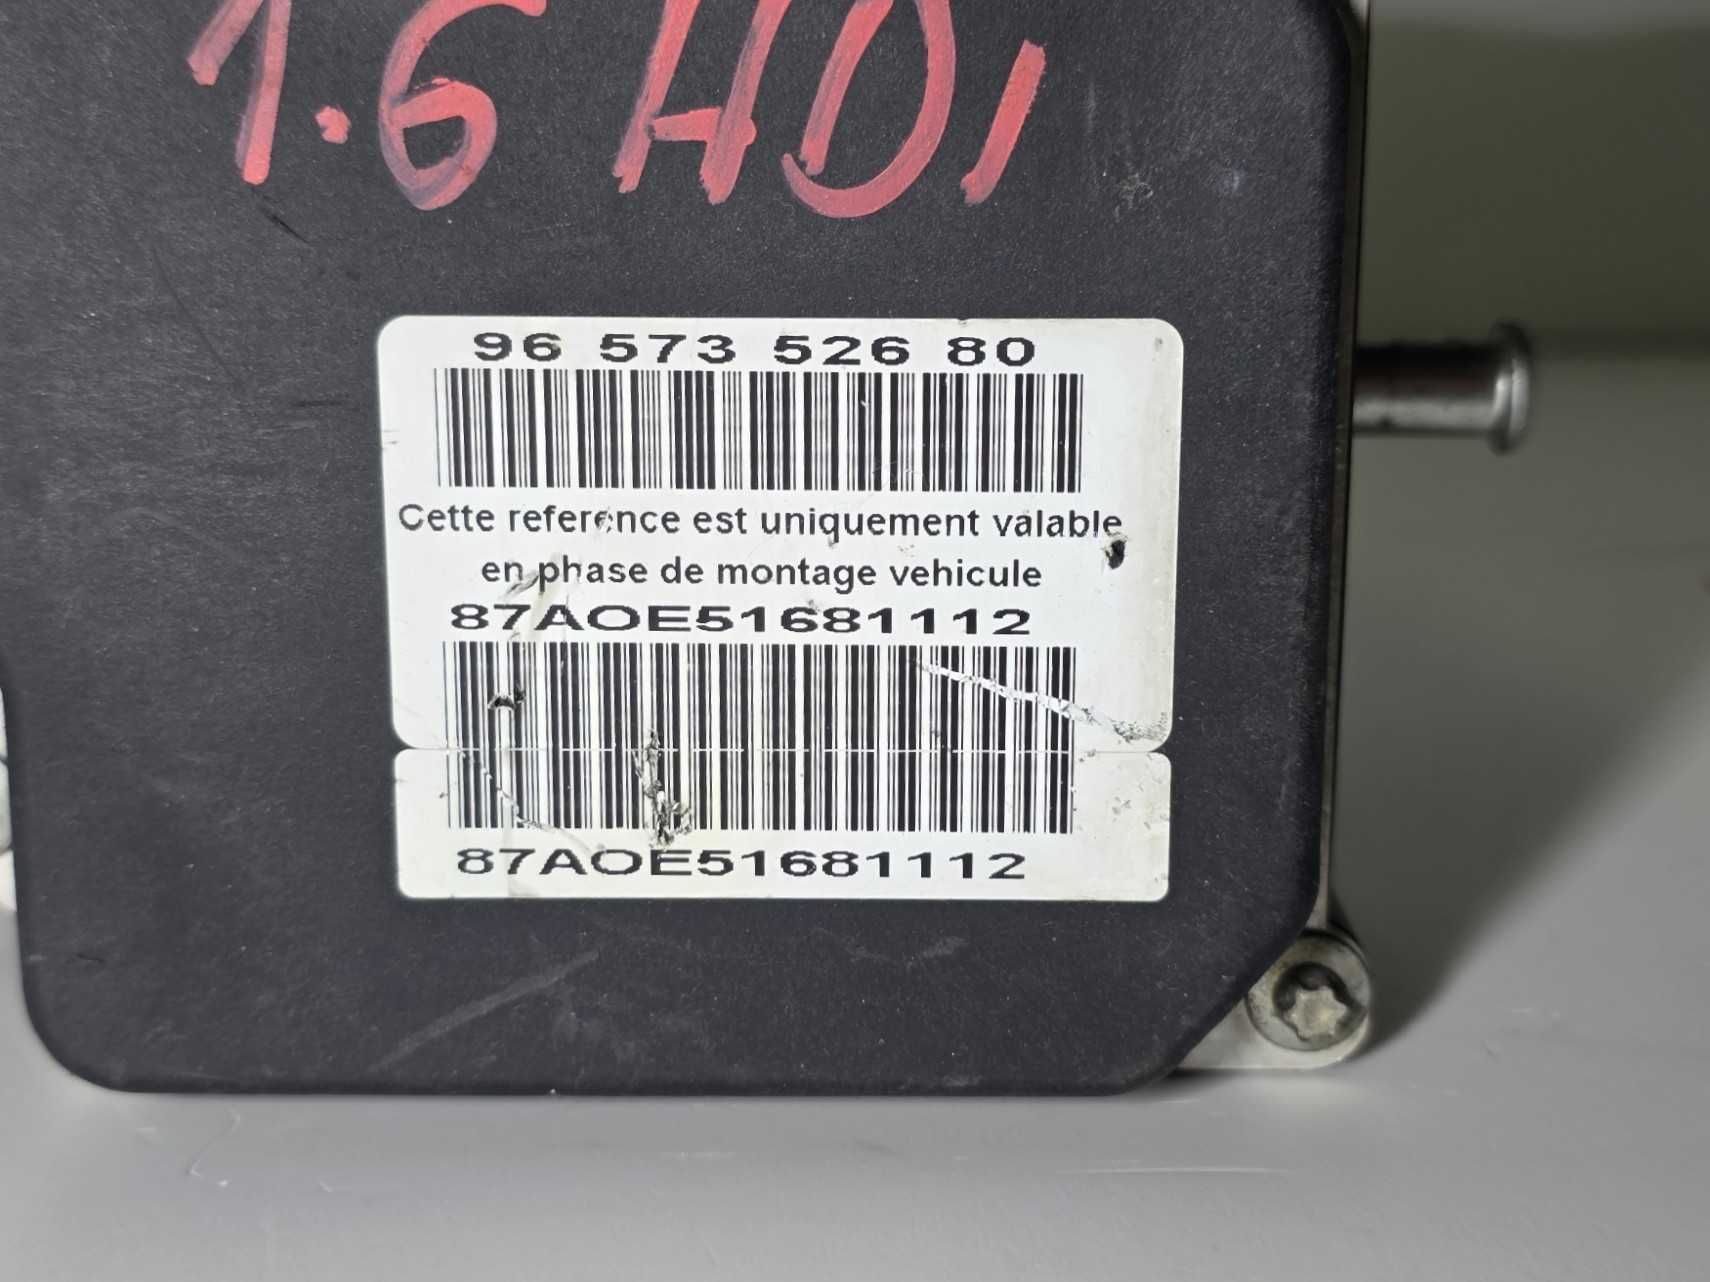 1.6 HDi
96 573 526 80
Cette reference est uniquement valable
en phase de montage vehicule
87AOE51681112
87AOE51681112